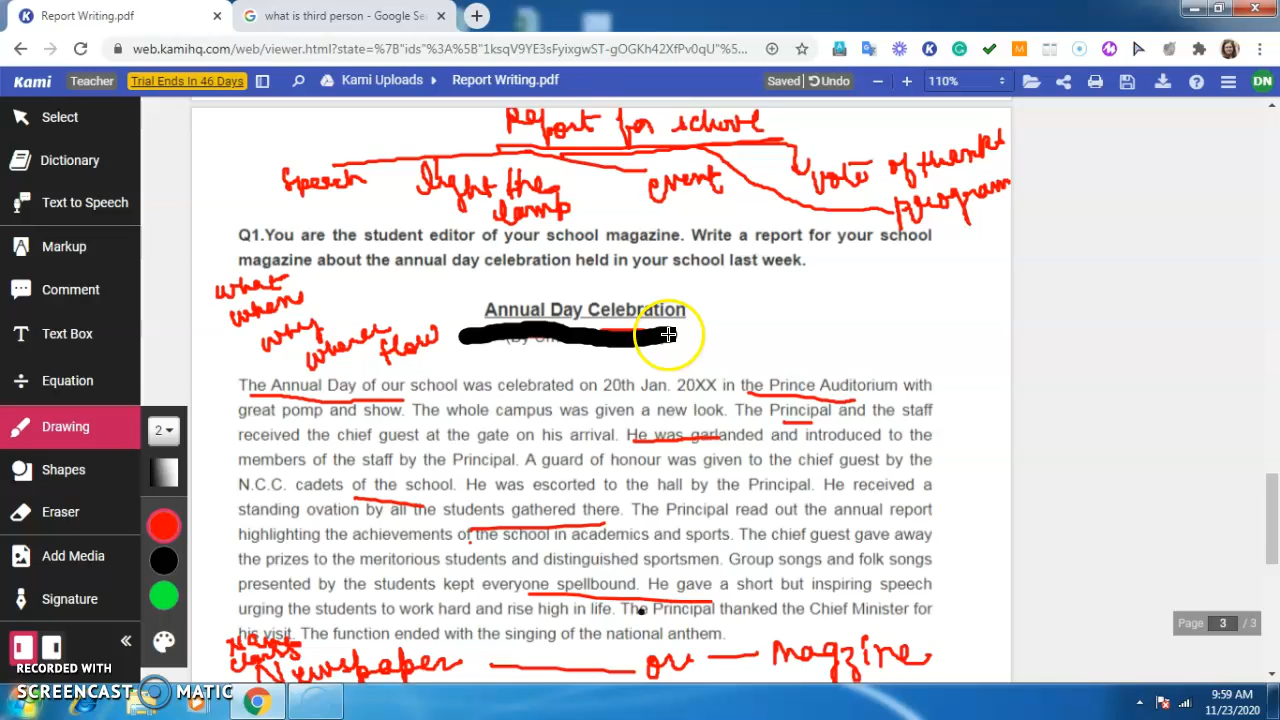 Report Writing.pdf
what is third person - Google Se
web.kamihq.com/web/viewer.html?state=%7B"ids"%3A%5B"1ksqV9YE3sFyixgwST-gOGKh42XfPv0qU"%...
Kami Teacher Trial Ends In 46 Days Kami Uploads Report Writing.pdf Saved Undo 110% DN
Select
Dictionary
Text to Speech
Markup
Comment
Text Box
Equation
Drawing
Shapes
Eraser
Add Media
Signature
2
Report for school
Speech light the lamp event vote of thanks
program
Q1.You are the student editor of your school magazine. Write a report for your school
magazine about the annual day celebration held in your school last week.
what
when
why
where
Annual Day Celebration
(By
The Annual Day of our school was celebrated on 20th Jan. 20XX in the Prince Auditorium with
great pomp and show. The whole campus was given a new look. The Principal and the staff
received the chief guest at the gate on his arrival. He was garlanded and introduced to the
members of the staff by the Principal. A guard of honour was given to the chief guest by the
N.C.C. cadets of the school. He was escorted to the hall by the Principal. He received a
standing ovation by all the students gathered there. The Principal read out the annual report
highlighting the achievements of the school in academics and sports. The chief guest gave away
the prizes to the meritorious students and distinguished sportsmen. Group songs and folk songs
presented by the students kept everyone spellbound. He gave a short but inspiring speech
urging the students to work hard and rise high in life. The Principal thanked the Chief Minister for
his visit. The function ended with the singing of the national anthem.
Newspaper or magzine
Page 3 / 3
RECORDED WITH
SCREENCAST MATIC
9:59 AM
11/23/2020